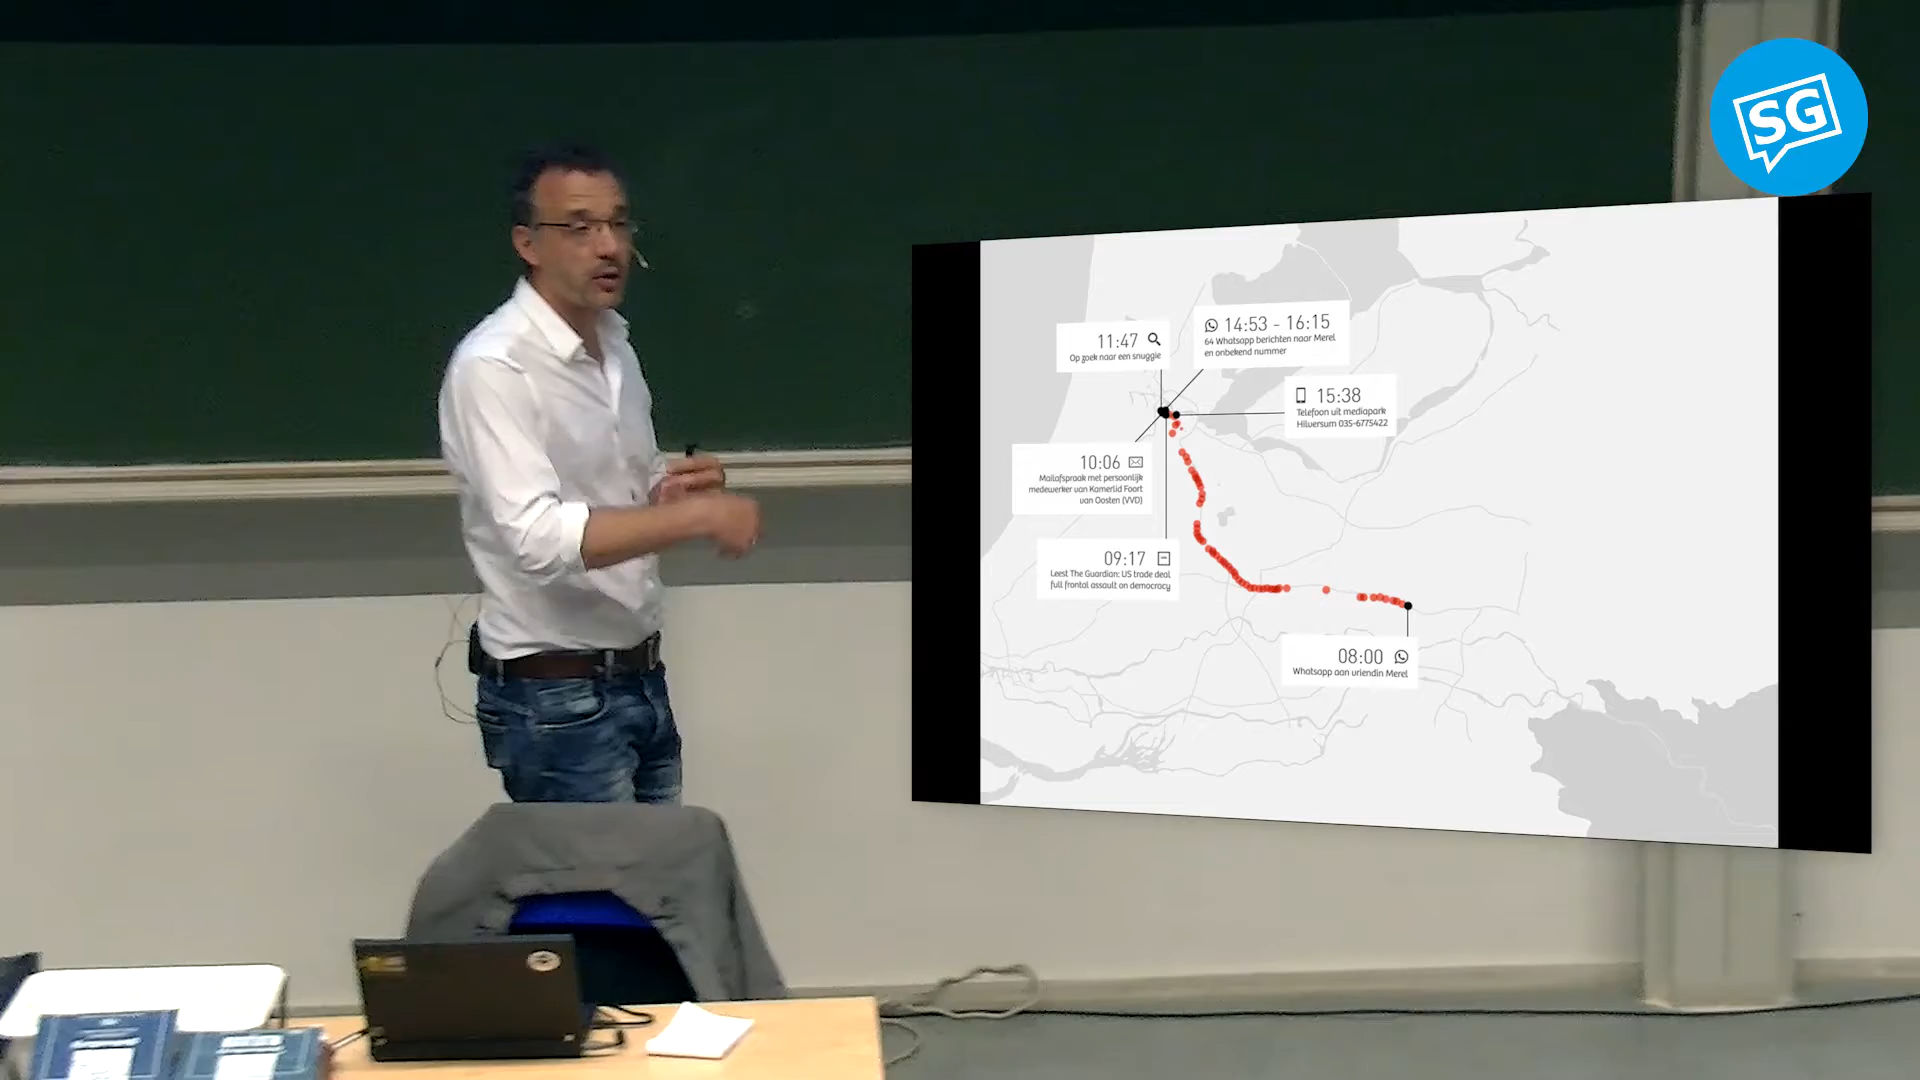 SG
11:47
Op zoek naar een snuggie
14:53 - 16:15
64 Whatsapp berichten naar Merel
en onbekend nummer
15:38
Telefoon uit mediapark
Hilversum 035-6775422
10:06
Mailafspraak met persoonlijk
medewerker van Kamerlid Foort
van Oosten (VVD)
09:17
Leest The Guardian: US trade deal
full frontal assault on democracy
08:00
Whatsapp aan vriendin Merel